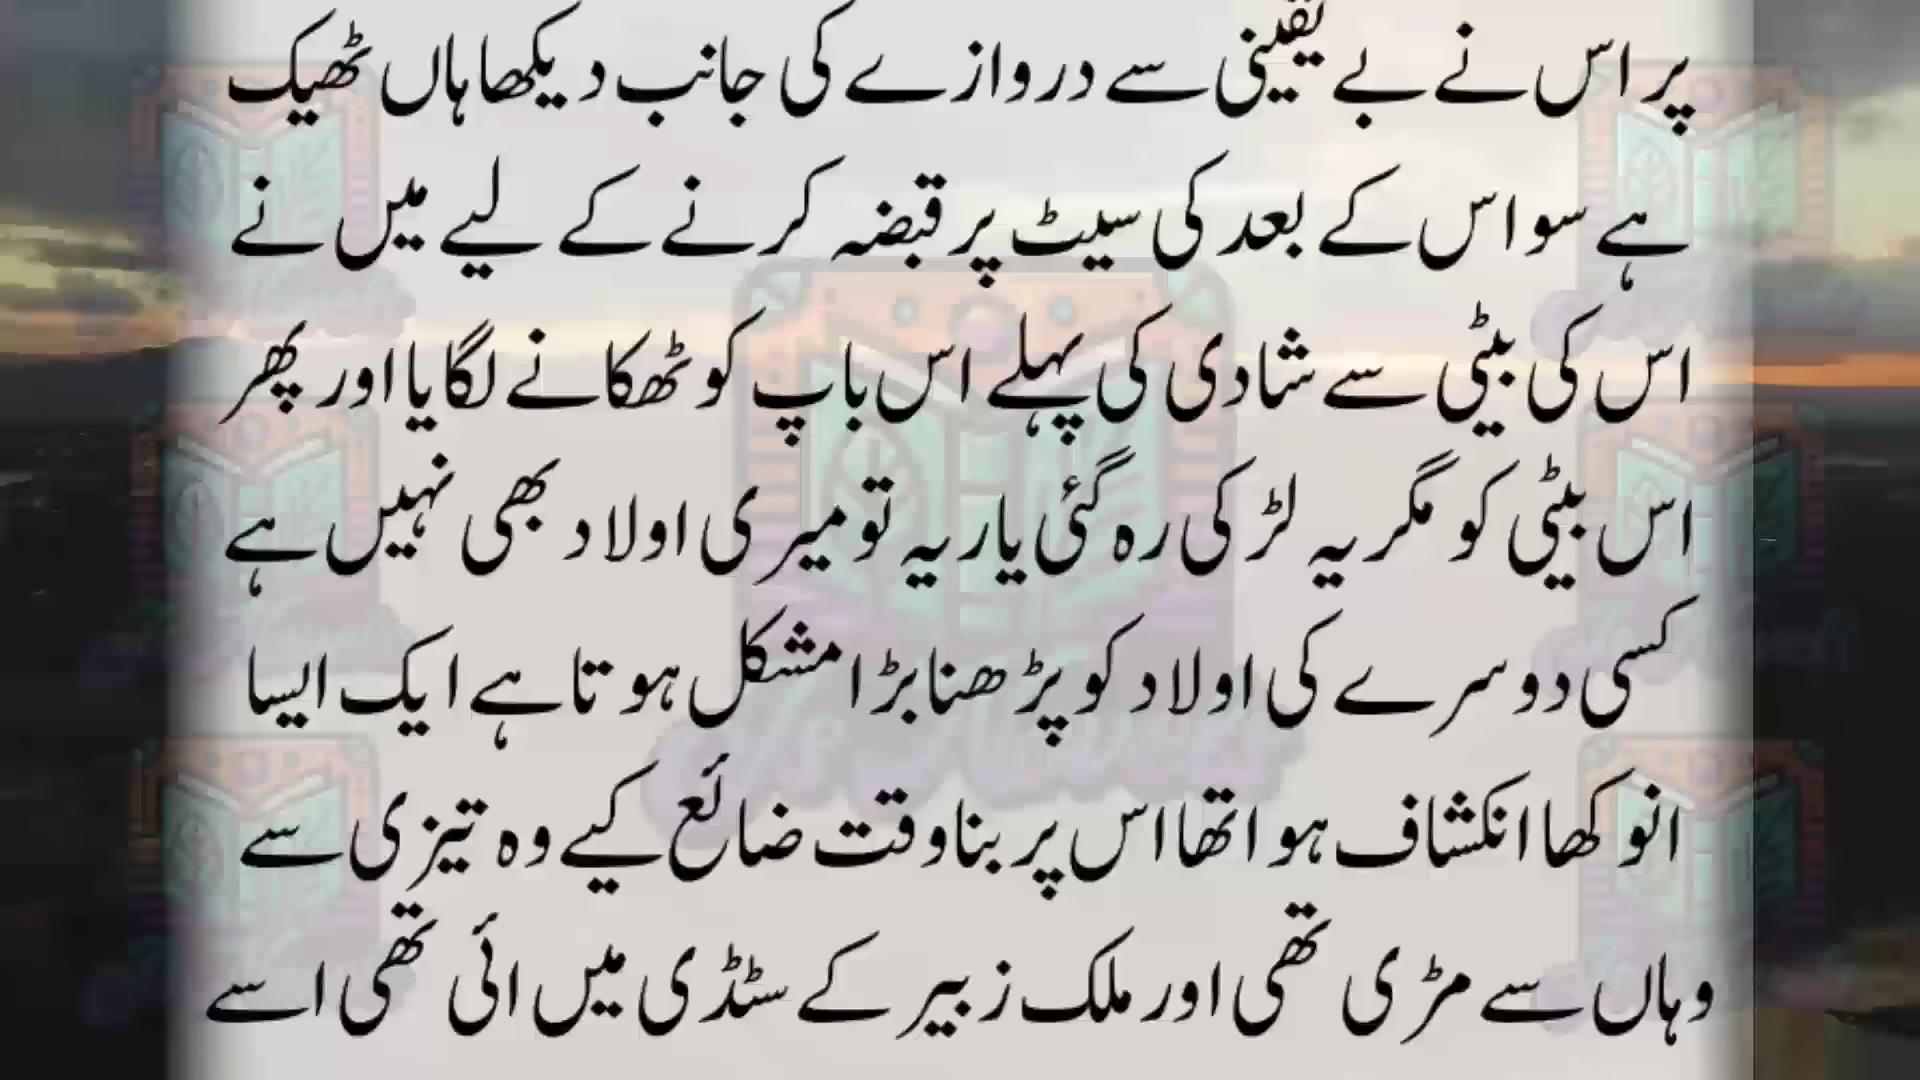 پر اس نے بے یقینی سے دروازے کی جانب دیکھا ہاں ٹھیک
ہے سو اس کے بعد کی سیٹ پر قبضہ کرنے کے لیے میں نے
اس کی بیٹی سے شادی کی پہلے اس باپ کو ٹھکانے لگایا اور پھر
اس بیٹی کو مگر یہ لڑکی رہ گئی یار یہ تو میری اولاد بھی نہیں ہے
کسی دوسرے کی اولاد کو پڑھنا بڑا مشکل ہوتا ہے ایک ایسا
انوکھا انکشاف ہوا تھا اس پر بنا وقت ضائع کیے وہ تیزی سے
وہاں سے مڑی تھی اور ملک زبیر کے سٹڈی میں ائی تھی اسے